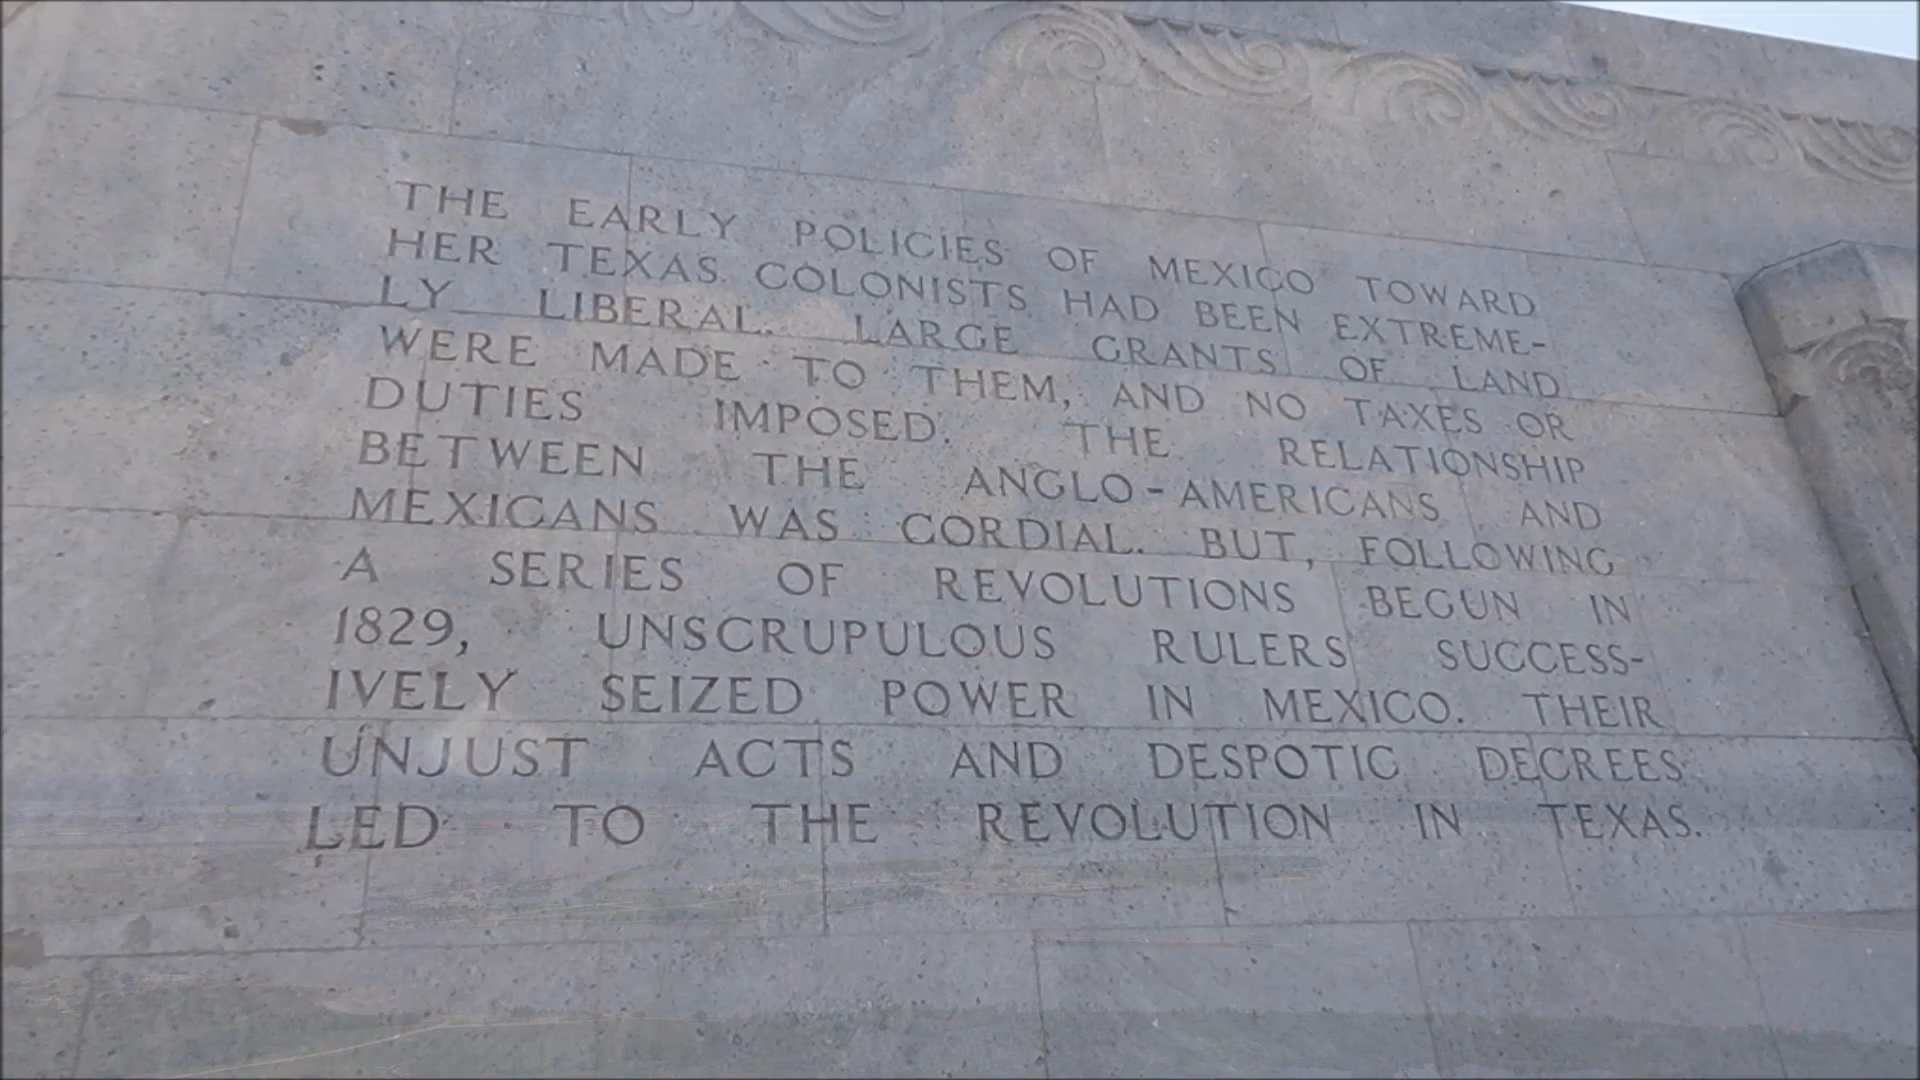 THE EARLY POLICIES OF MEXICO TOWARD
HER TEXAS COLONISTS HAD BEEN EXTREME-
LY LIBERAL. LARGE GRANTS OF LAND
WERE MADE TO THEM, AND NO TAXES OR
DUTIES IMPOSED. THE RELATIONSHIP
BETWEEN THE ANGLO-AMERICANS AND
MEXICANS WAS CORDIAL. BUT, FOLLOWING
A SERIES OF REVOLUTIONS BEGUN IN
1829, UNSCRUPULOUS RULERS SUCCESS-
IVELY SEIZED POWER IN MEXICO. THEIR
UNJUST ACTS AND DESPOTIC DECREES
LED TO THE REVOLUTION IN TEXAS.